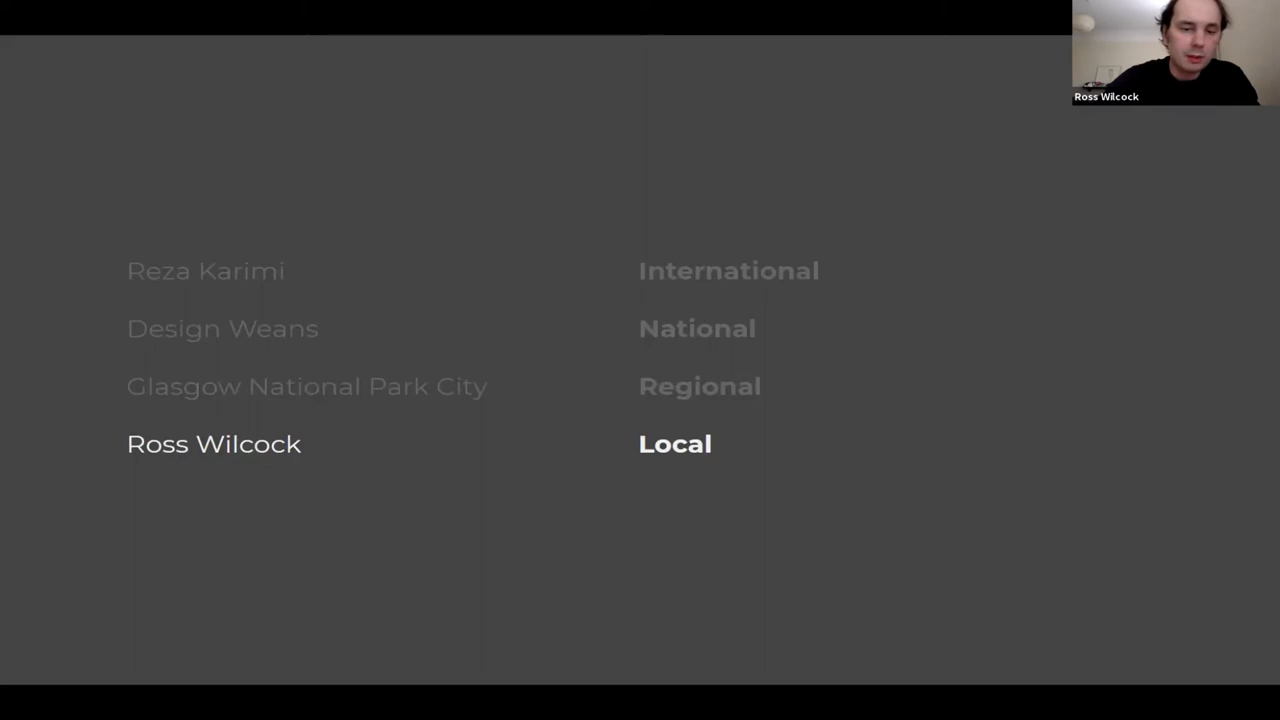 Ross Wilcock
Reza Karimi International
Design Weans National
Glasgow National Park City Regional
Ross Wilcock Local